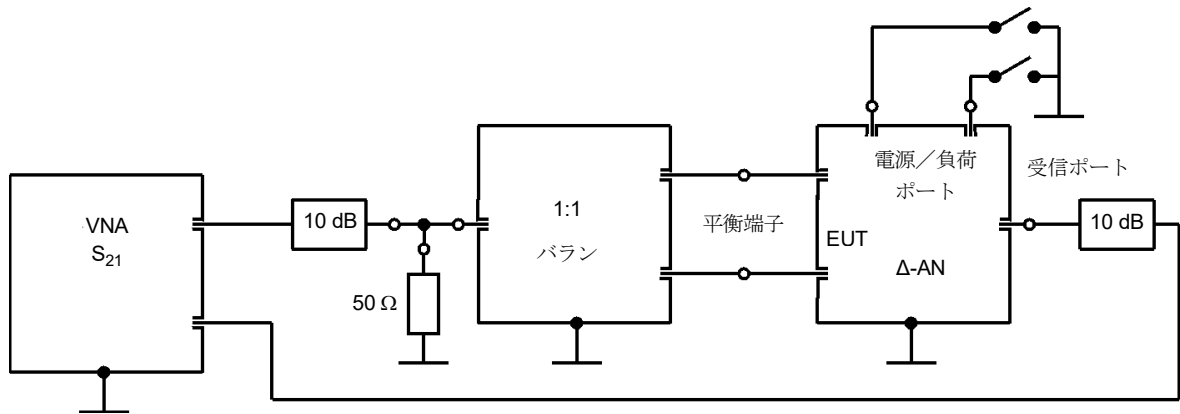 電源／負荷
ポート
受信ポート
VNA
S21
10 dB
1:1
バラン
平衡端子
EUT
Δ-AN
10 dB
50 Ω